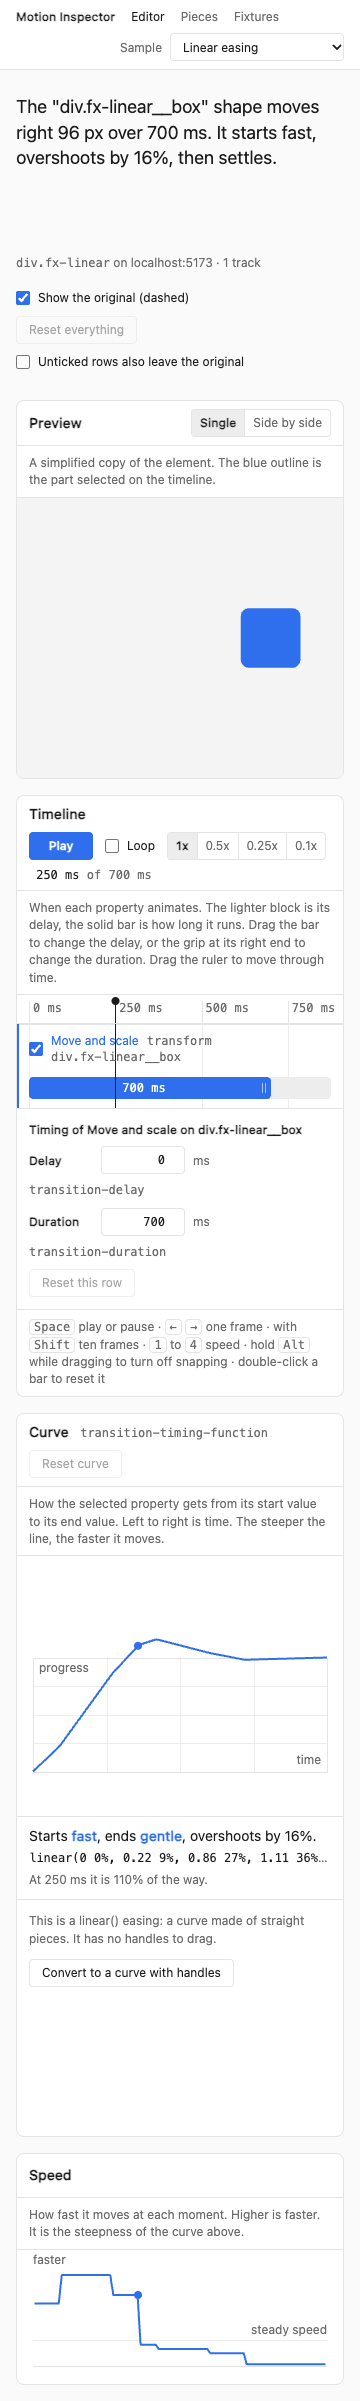 Motion Inspector Editor Pieces Fixtures
Sample Linear easing
The "div.fx-linear__box" shape moves
right 96 px over 700 ms. It starts fast,
overshoots by 16%, then settles.
div.fx-linear on localhost:5173 · 1 track
Show the original (dashed)
Reset everything
Unticked rows also leave the original
Preview Single Side by side
A simplified copy of the element. The blue outline is
the part selected on the timeline.
Timeline
Play Loop 1x 0.5x 0.25x 0.1x
250 ms of 700 ms
When each property animates. The lighter block is its
delay, the solid bar is how long it runs. Drag the bar
to change the delay, or the grip at its right end to
change the duration. Drag the ruler to move through
time.
0 ms 250 ms 500 ms 750 ms
Move and scale transform
div.fx-linear__box
700 ms
Timing of Move and scale on div.fx-linear__box
Delay 0 ms
transition-delay
Duration 700 ms
transition-duration
Reset this row
Space play or pause · ← → one frame · with
Shift ten frames · 1 to 4 speed · hold Alt
while dragging to turn off snapping · double-click a
bar to reset it
Curve transition-timing-function
Reset curve
How the selected property gets from its start value
to its end value. Left to right is time. The steeper the
line, the faster it moves.
progress
time
Starts fast, ends gentle, overshoots by 16%.
linear(0 0%, 0.22 9%, 0.86 27%, 1.11 36%…
At 250 ms it is 110% of the way.
This is a linear() easing: a curve made of straight
pieces. It has no handles to drag.
Convert to a curve with handles
Speed
How fast it moves at each moment. Higher is faster.
It is the steepness of the curve above.
faster
steady speed